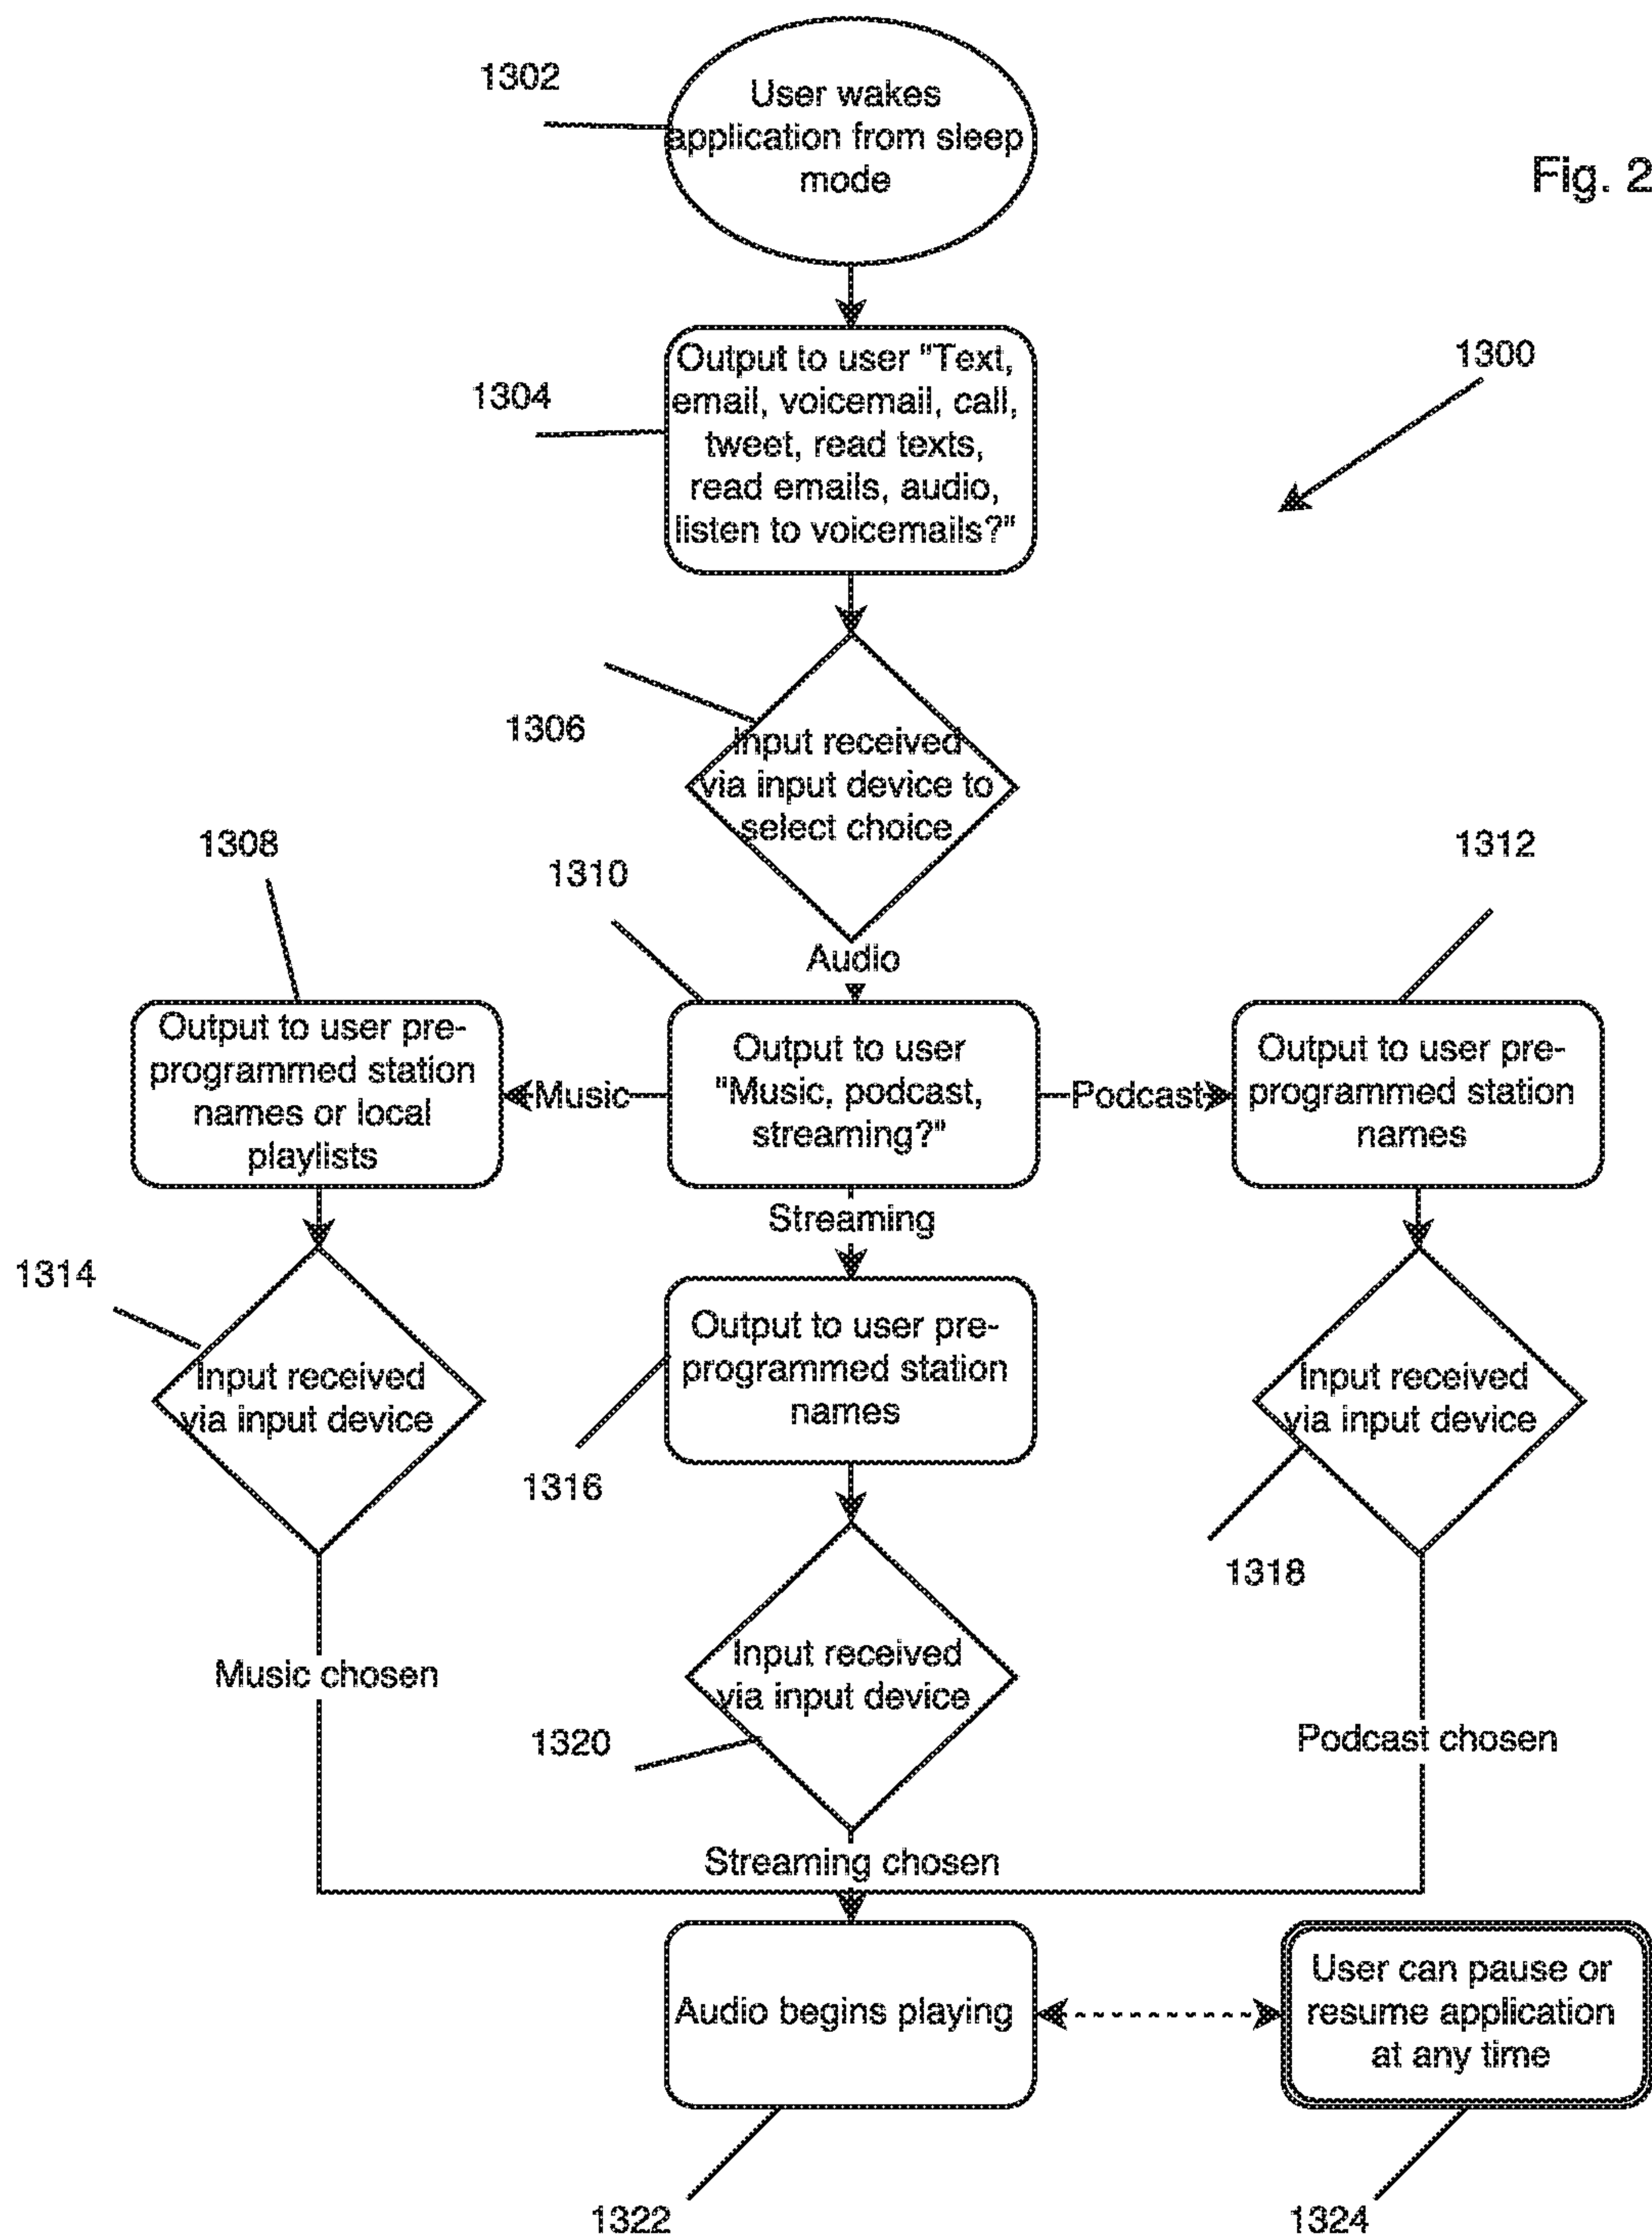 1302
User wakes
application from sleep
mode
Fig. 2
1304
Output to user "Text,
email, voicemail, call,
tweet, read texts,
read emails, audio,
listen to voicemails?"
1300
1306
Input received
via input device to
select choice
1308
1310
1312
Audio
Output to user pre-
programmed station
names or local
playlists
Music
Output to user
"Music, podcast,
streaming?"
Podcast
Output to user pre-
programmed station
names
Streaming
1314
Input received
via input device
Output to user pre-
programmed station
names
1316
Input received
via input device
1318
Music chosen
Input received
via input device
1320
Podcast chosen
Streaming chosen
Audio begins playing
User can pause or
resume application
at any time
1322
1324